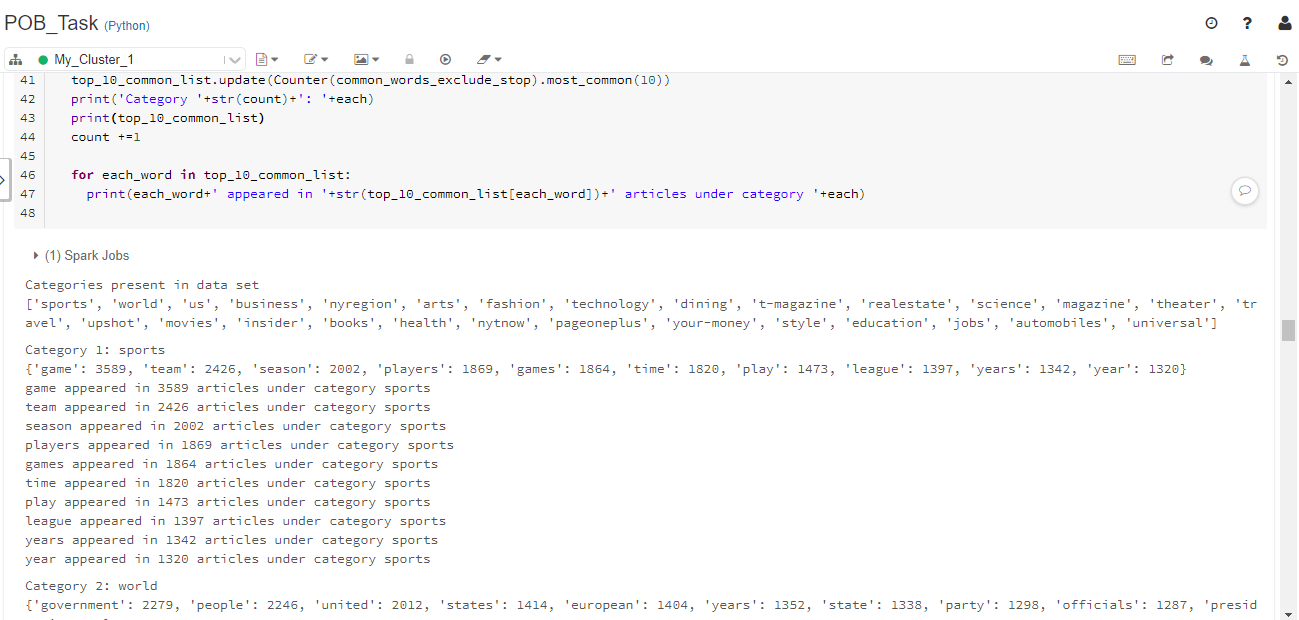 POB_Task (Python)
My_Cluster_1
41 top_10_common_list.update(Counter(common_words_exclude_stop).most_common(10))
42 print('Category '+str(count)+': '+each)
43 print(top_10_common_list)
44 count +=1
45
46 for each_word in top_10_common_list:
47 print(each_word+' appeared in '+str(top_10_common_list[each_word])+' articles under category '+each)
48
(1) Spark Jobs
Categories present in data set
['sports', 'world', 'us', 'business', 'nyregion', 'arts', 'fashion', 'technology', 'dining', 't-magazine', 'realestate', 'science', 'magazine', 'theater', 'tr
avel', 'upshot', 'movies', 'insider', 'books', 'health', 'nytnow', 'pageoneplus', 'your-money', 'style', 'education', 'jobs', 'automobiles', 'universal']
Category 1: sports
{'game': 3589, 'team': 2426, 'season': 2002, 'players': 1869, 'games': 1864, 'time': 1820, 'play': 1473, 'league': 1397, 'years': 1342, 'year': 1320}
game appeared in 3589 articles under category sports
team appeared in 2426 articles under category sports
season appeared in 2002 articles under category sports
players appeared in 1869 articles under category sports
games appeared in 1864 articles under category sports
time appeared in 1820 articles under category sports
play appeared in 1473 articles under category sports
league appeared in 1397 articles under category sports
years appeared in 1342 articles under category sports
year appeared in 1320 articles under category sports
Category 2: world
{'government': 2279, 'people': 2246, 'united': 2012, 'states': 1414, 'european': 1404, 'years': 1352, 'state': 1338, 'party': 1298, 'officials': 1287, 'presid